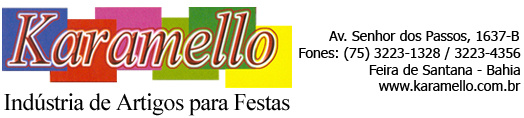 Karamello
Indústria de Artigos para Festas
Av. Senhor dos Passos, 1637-B
Fones: (75) 3223-1328 / 3223-4356
Feira de Santana - Bahia
www.karamello.com.br